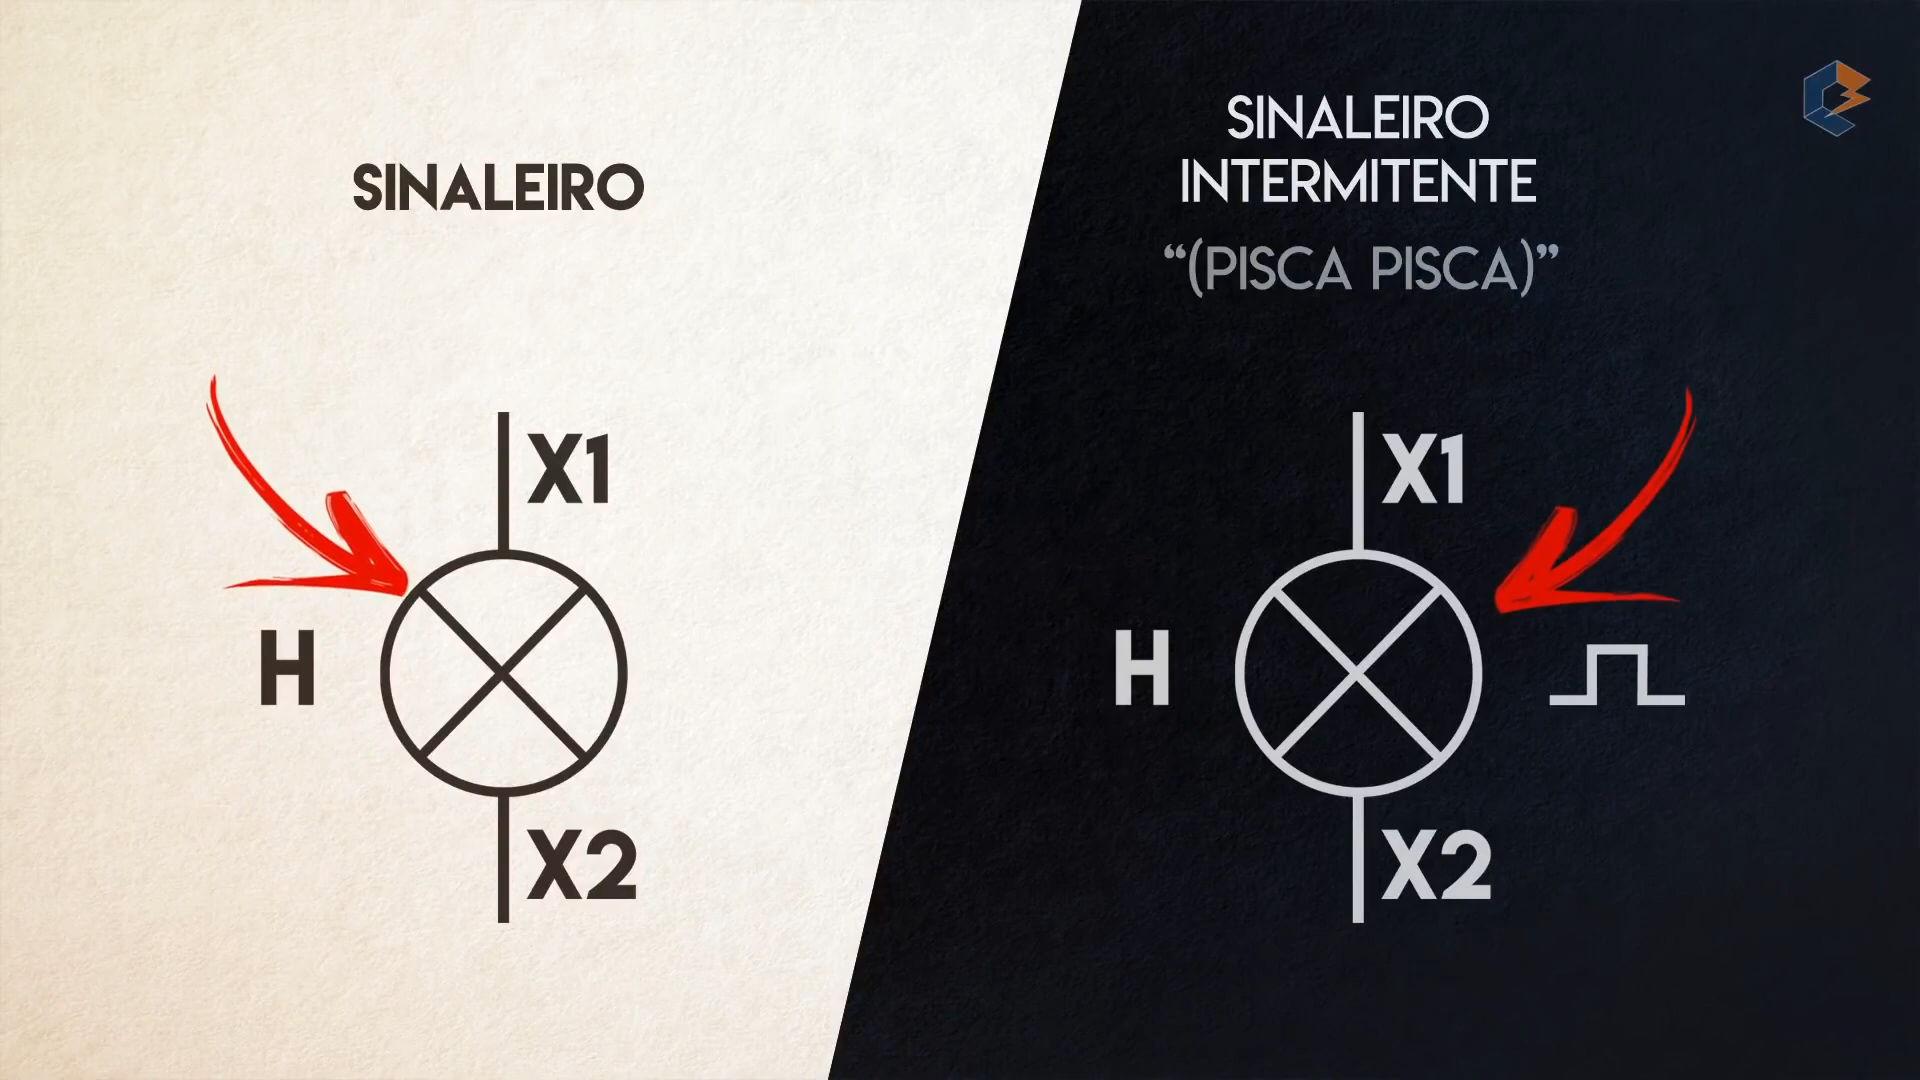 SINALEIRO
X1
H
X2
SINALEIRO
INTERMITENTE
“(PISCA PISCA)”
X1
H
X2